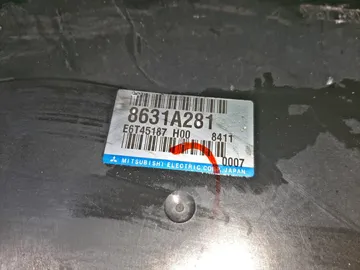 8631A281
E6T45187 H00 8411
0007
MITSUBISHI ELECTRIC CORP. JAPAN